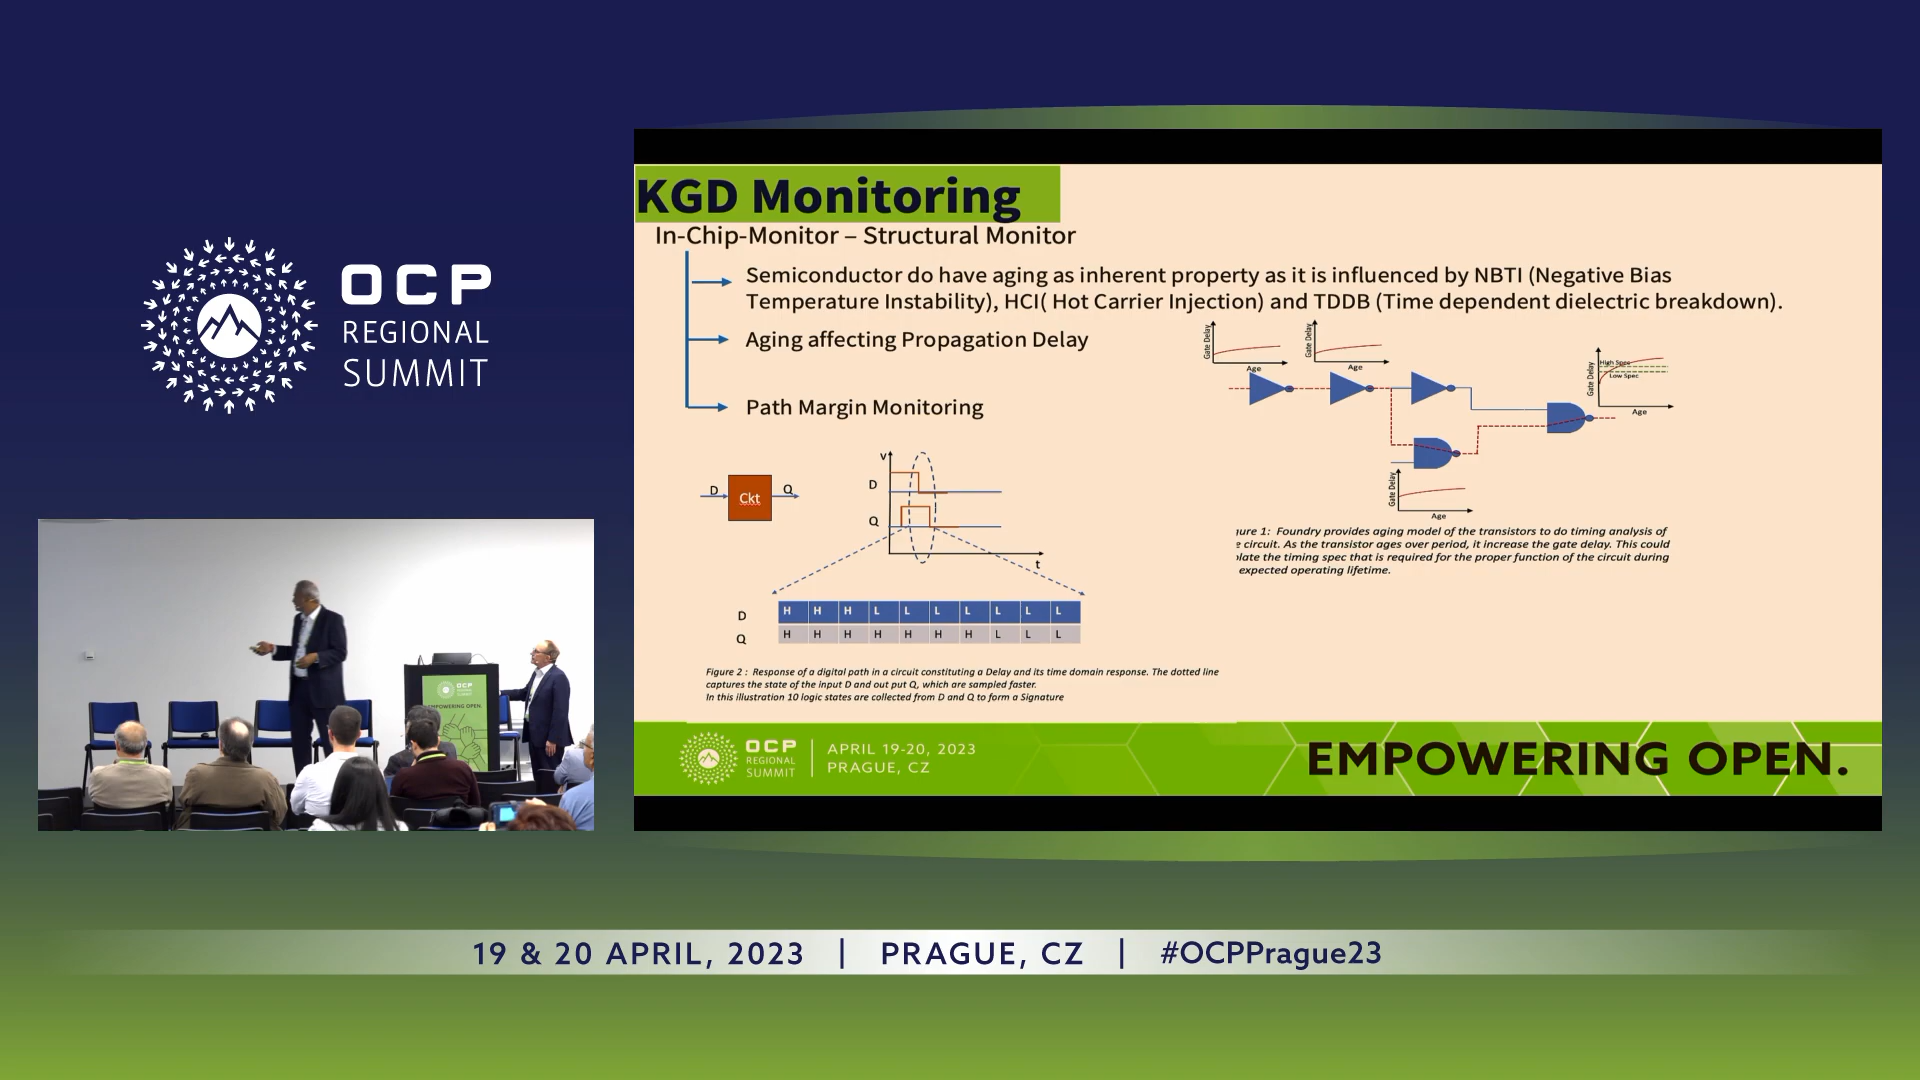 OCP
REGIONAL
SUMMIT
KGD Monitoring
In-Chip-Monitor – Structural Monitor
Semiconductor do have aging as inherent property as it is influenced by NBTI (Negative Bias
Temperature Instability), HCI( Hot Carrier Injection) and TDDB (Time dependent dielectric breakdown).
Aging affecting Propagation Delay
Path Margin Monitoring
Gate Delay
Age
Gate Delay
Age
Gate Delay
High Spec
Low Spec
Age
Gate Delay
Age
D
Ckt
Q
V
D
Q
t
D H H H L L L L L L L
Q H H H H H H H L L L
Figure 2 : Response of a digital path in a circuit constituting a Delay and its time domain response. The dotted line
captures the state of the input D and out put Q, which are sampled faster.
In this illustration 10 logic states are collected from D and Q to form a Signature
ure 1: Foundry provides aging model of the transistors to do timing analysis of
e circuit. As the transistor ages over period, it increase the gate delay. This could
late the timing spec that is required for the proper function of the circuit during
expected operating lifetime.
OCP
REGIONAL
SUMMIT
APRIL 19-20, 2023
PRAGUE, CZ
EMPOWERING OPEN.
OCP
EMPOWERING OPEN.
19 & 20 APRIL, 2023 | PRAGUE, CZ | #OCPPrague23